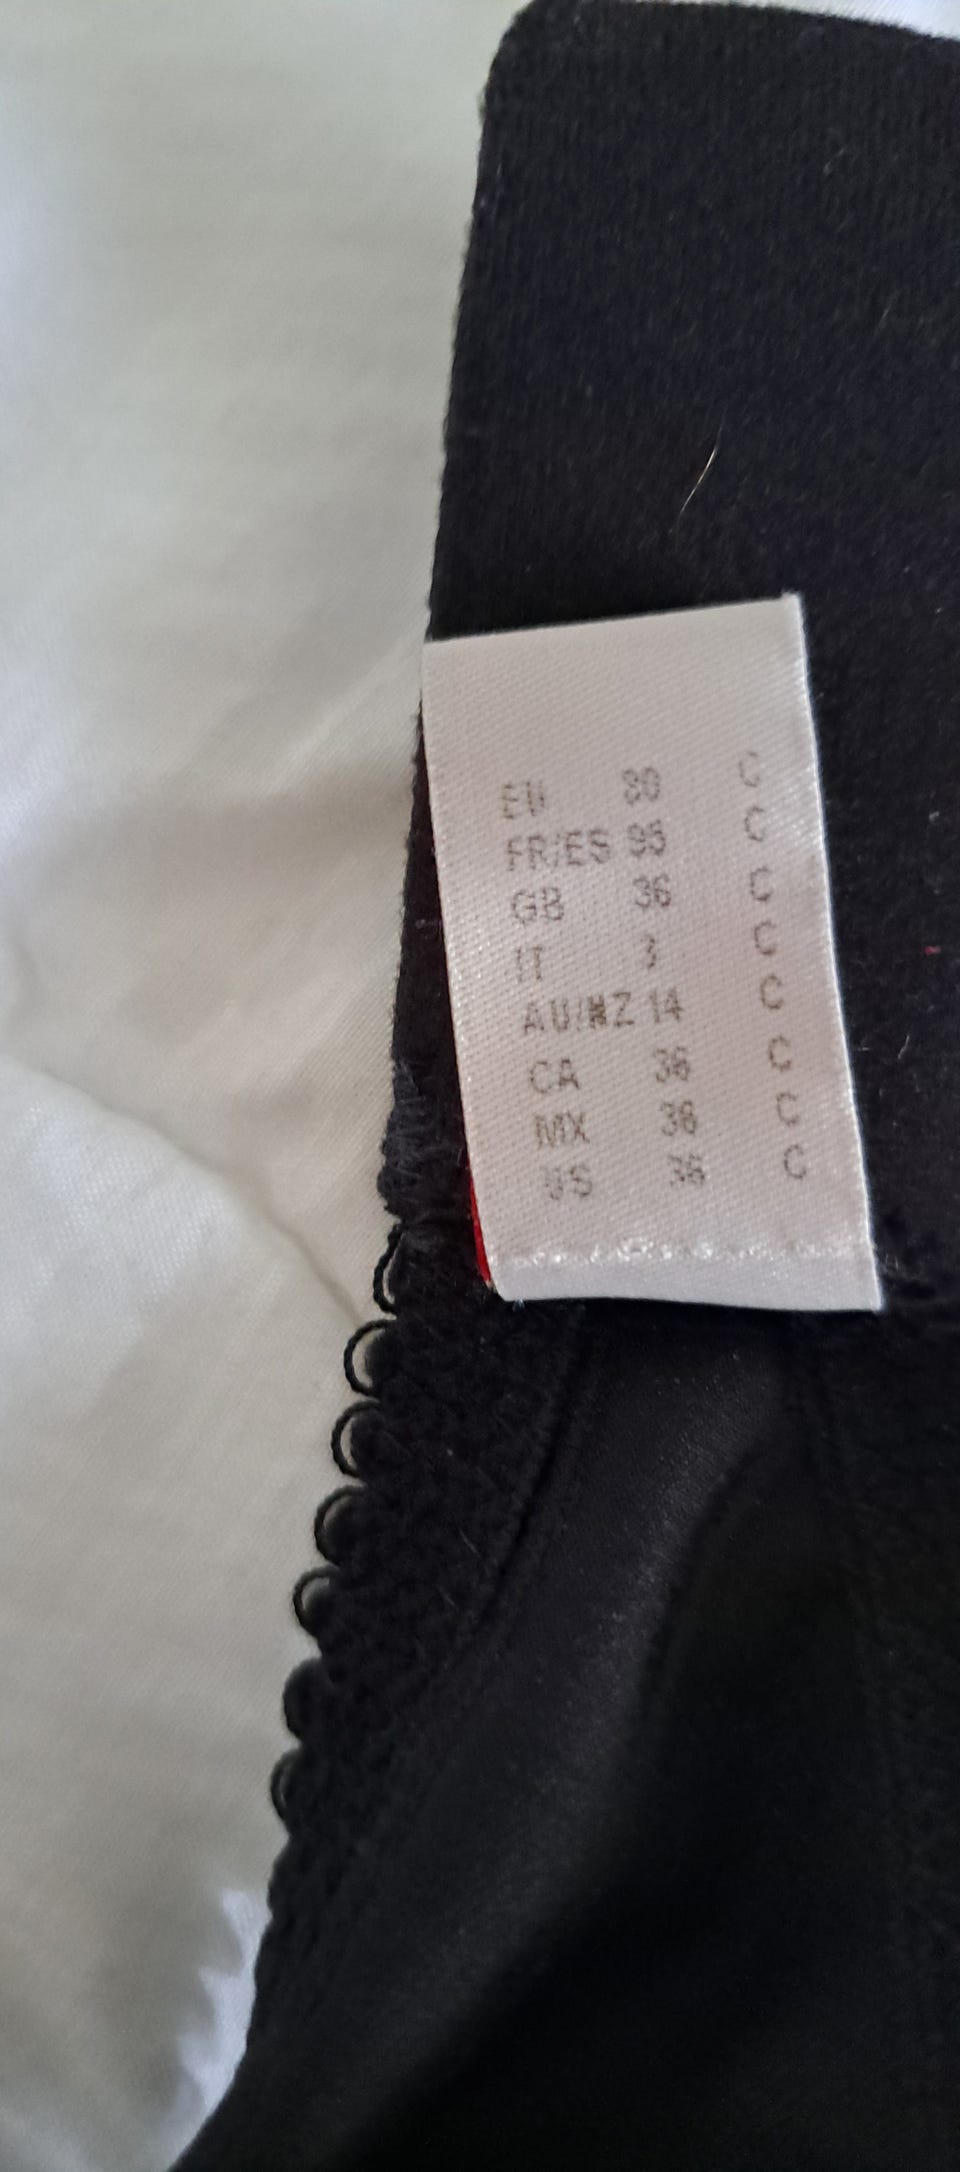 EU 80 C
FR/ES 95 C
GB 36 C
IT 3 C
AU/NZ 14 C
CA 36 C
MX 36 C
US 36 C